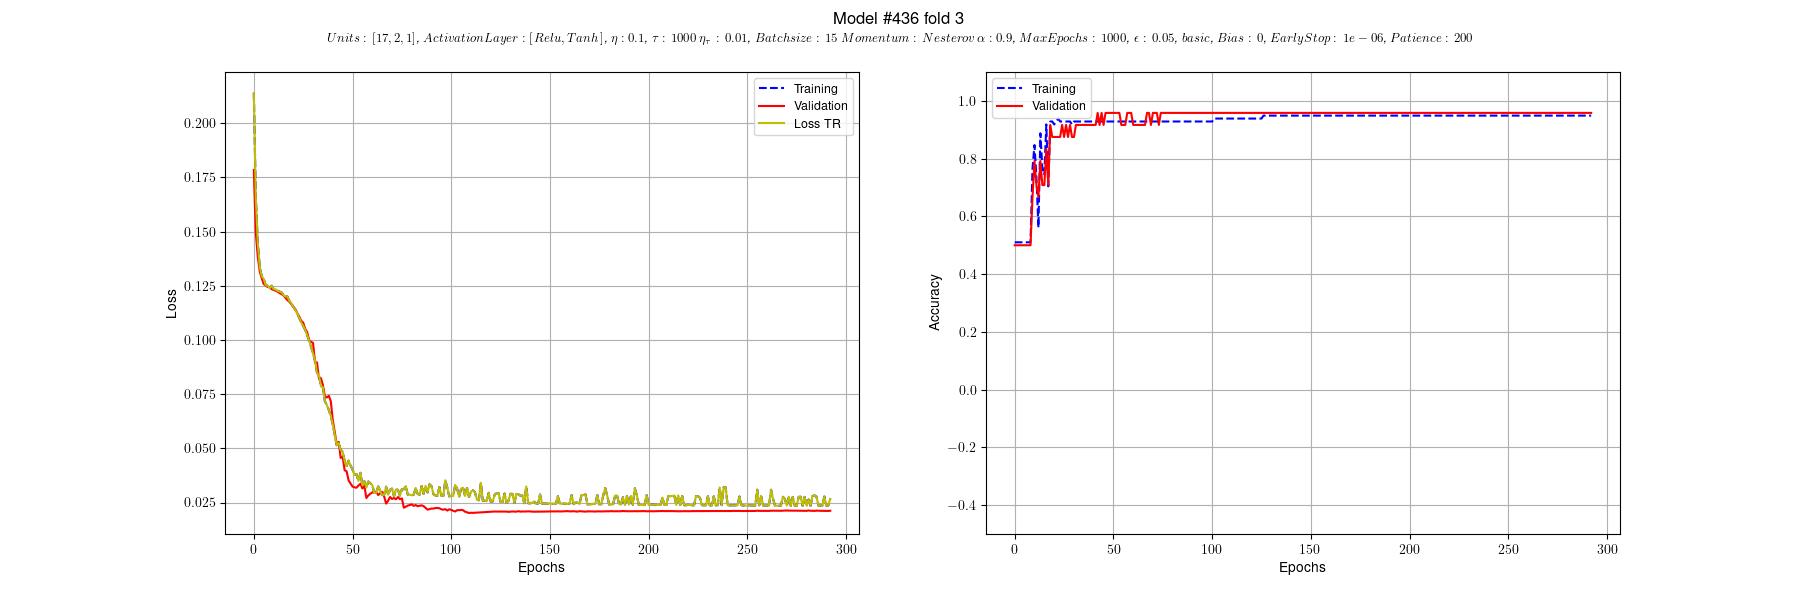 Model #436 fold 3
Units : [17, 2, 1], ActivationLayer : [Relu, Tanh], η : 0.1, τ : 1000 ητ : 0.01, Batchsize : 15 Momentum : Nesterov α : 0.9, MaxEpochs : 1000, ϵ : 0.05, basic, Bias : 0, EarlyStop : 1e − 06, Patience : 200
Training
Validation
Loss TR
0.200
0.175
0.150
0.125
0.100
0.075
0.050
0.025
Loss
0 50 100 150 200 250 300
Epochs
Training
Validation
1.0
0.8
0.6
0.4
0.2
0.0
−0.2
−0.4
Accuracy
0 50 100 150 200 250 300
Epochs